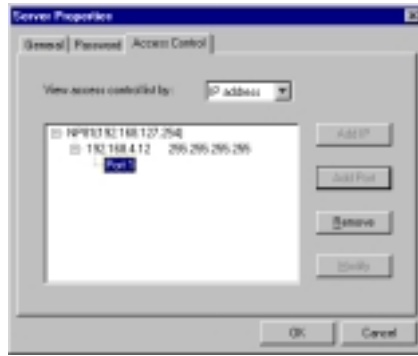 Server Properties
General Password Access Control
View access control list by: IP address
NP01(192.168.127.254)
192.168.4.12 255.255.255.255
Port 1
Add IP
Add Port
Remove
Modify
OK Cancel